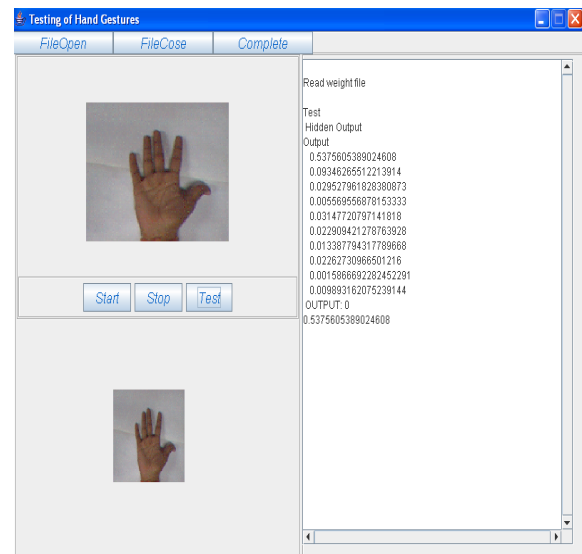 Testing of Hand Gestures
FileOpen FileCose Complete
Read weight file
Test
Hidden Output
Output
0.5375605389024608
0.09346265512213914
0.029527961828380873
0.005569556878153333
0.03147720797141818
0.022909421278763928
0.013387794317789668
0.02262730966501216
0.0015866692282452291
0.009893162075239144
OUTPUT: 0
0.5375605389024608
Start Stop Test